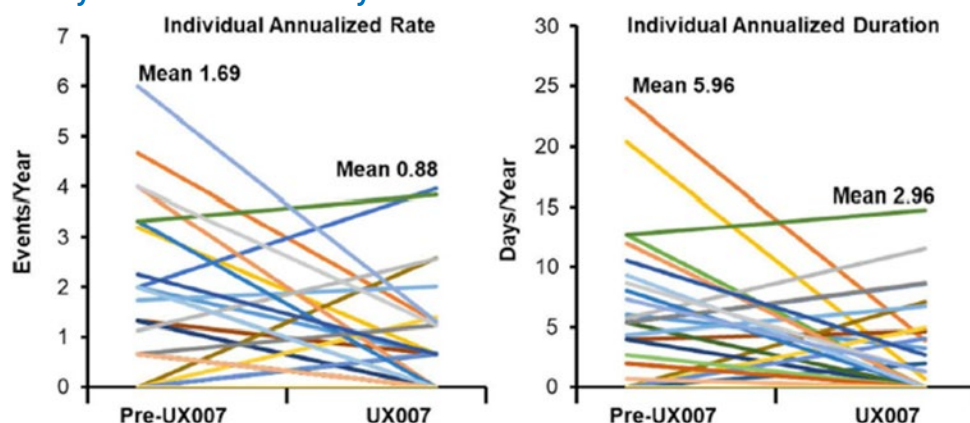 Individual Annualized Rate
7
6
5
4
3
2
1
0
Events/Year
Mean 1.69
Mean 0.88
Pre-UX007
UX007
Individual Annualized Duration
30
25
20
15
10
5
0
Days/Year
Mean 5.96
Mean 2.96
Pre-UX007
UX007